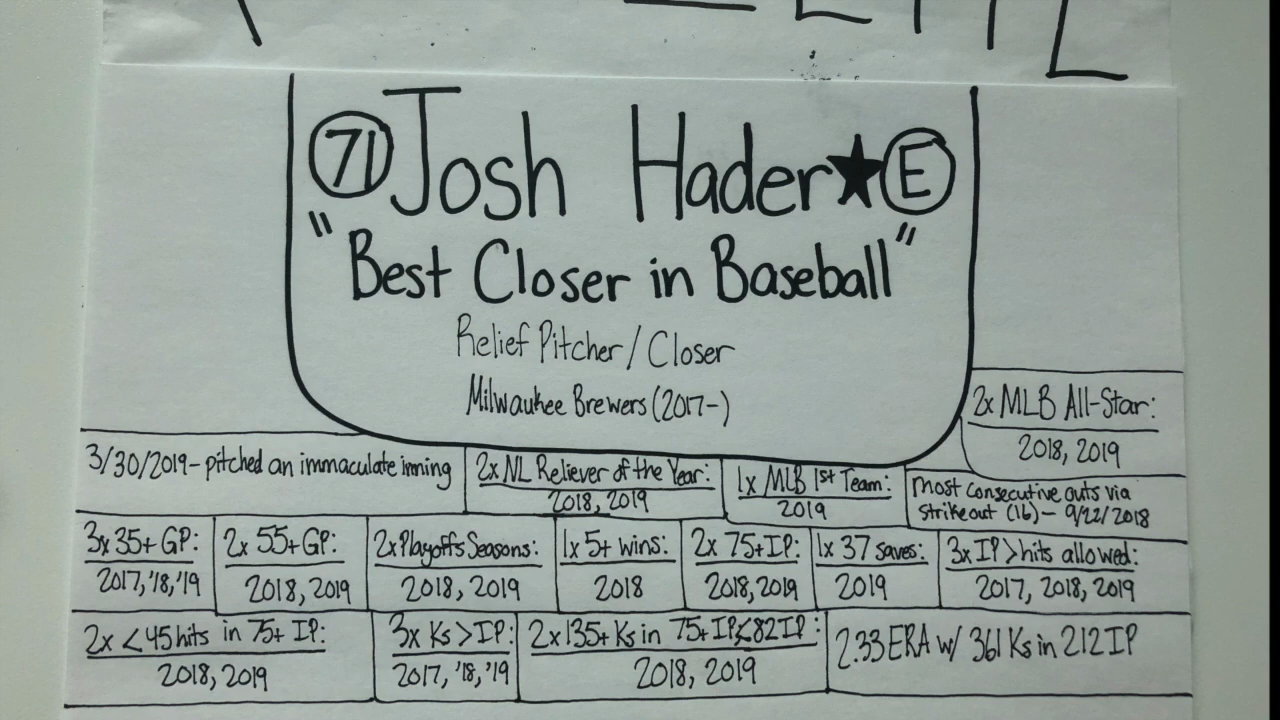 71 Josh Hader ★ E
"Best Closer in Baseball"
Relief Pitcher / Closer
Milwaukee Brewers (2017-)
2x MLB All-Star:
2018, 2019
3/30/2019- pitched an immaculate inning
2x NL Reliever of the Year:
2018, 2019
1x MLB 1st Team:
2019
most consecutive outs via
strikeout (16) - 9/22/2018
3x 35+ GP:
2017, '18, '19
2x 55+ GP:
2018, 2019
2x Playoffs Seasons:
2018, 2019
1x 5+ wins:
2018
2x 75+ IP:
2018, 2019
1x 37 saves:
2019
3x IP > hits allowed:
2017, 2018, 2019
2x < 45 hits in 75+ IP:
2018, 2019
3x Ks > IP:
2017, '18, '19
2x 135+ Ks in 75+ IP, < 82 IP:
2018, 2019
2.33 ERA w/ 361 Ks in 212 IP